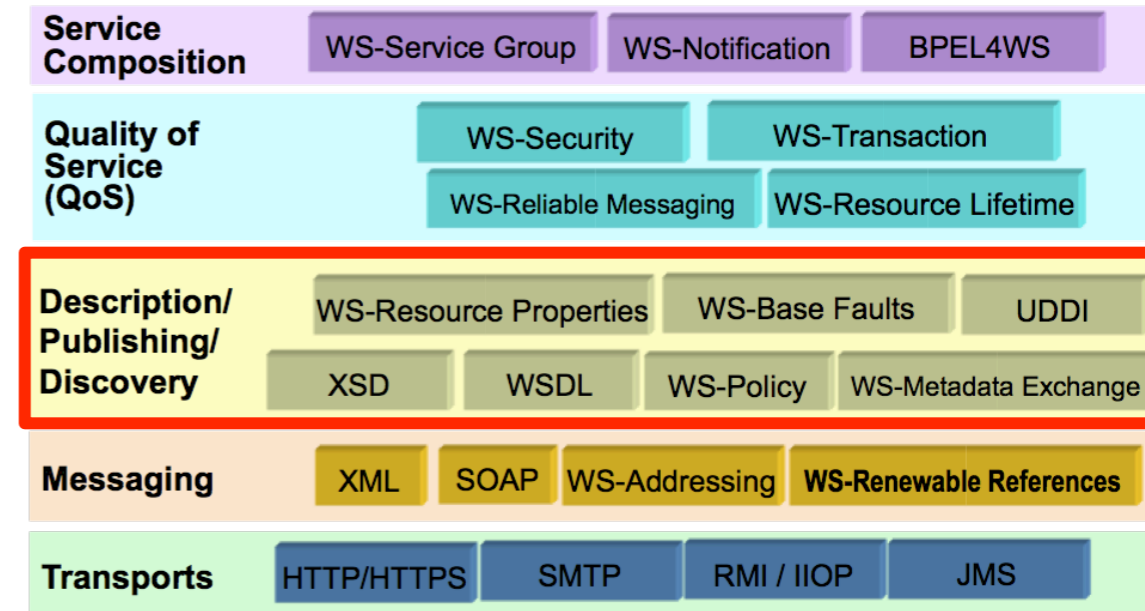 Service
Composition
WS-Service Group
WS-Notification
BPEL4WS
Quality of
Service
(QoS)
WS-Security
WS-Transaction
WS-Reliable Messaging
WS-Resource Lifetime
Description/
Publishing/
Discovery
WS-Resource Properties
WS-Base Faults
UDDI
XSD
WSDL
WS-Policy
WS-Metadata Exchange
Messaging
XML
SOAP
WS-Addressing
WS-Renewable References
Transports
HTTP/HTTPS
SMTP
RMI / IIOP
JMS